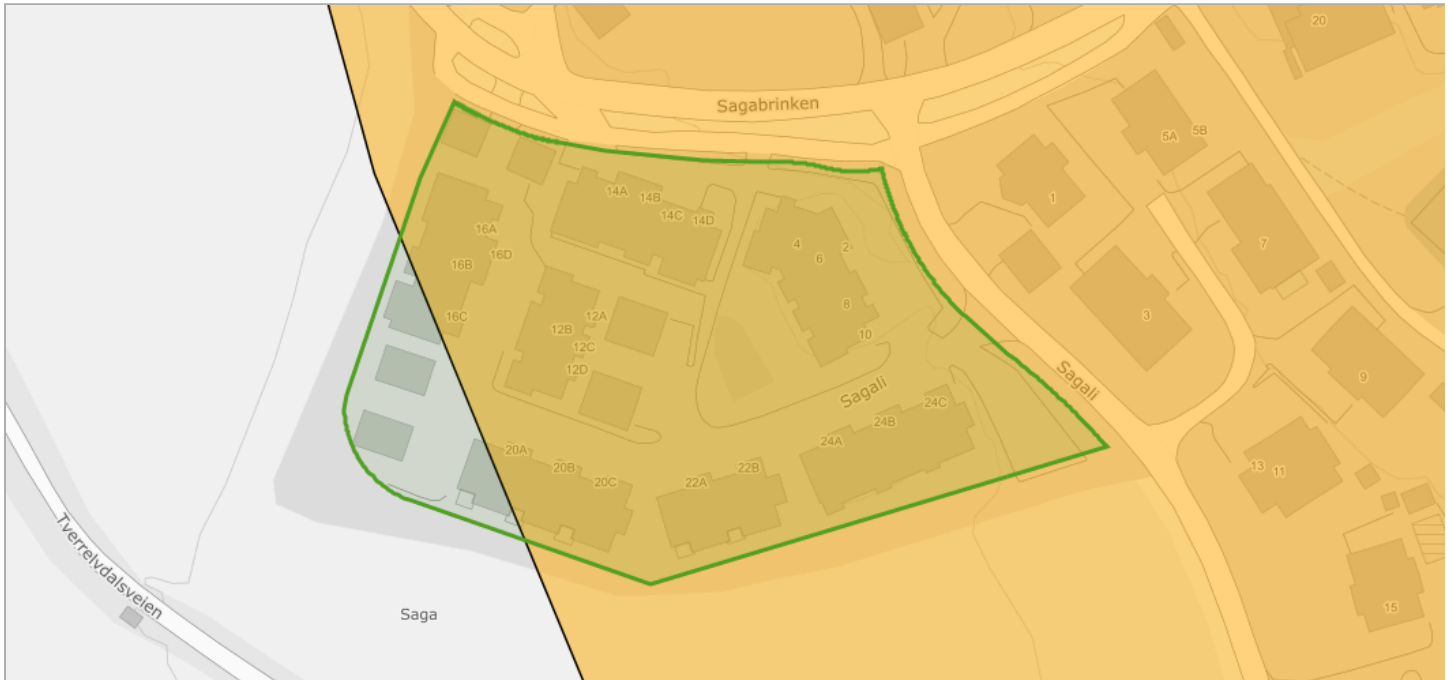 20
Sagabrinken
5A
5B
14A
14B
14C
14D
1
16A
16B
16D
4
6
2
7
8
16C
12A
12B
12C
12D
10
3
Sagali
Sagali
9
24C
24B
24A
20A
20B
20C
22B
22A
13
11
Tverrelvdalsveien
Saga
15